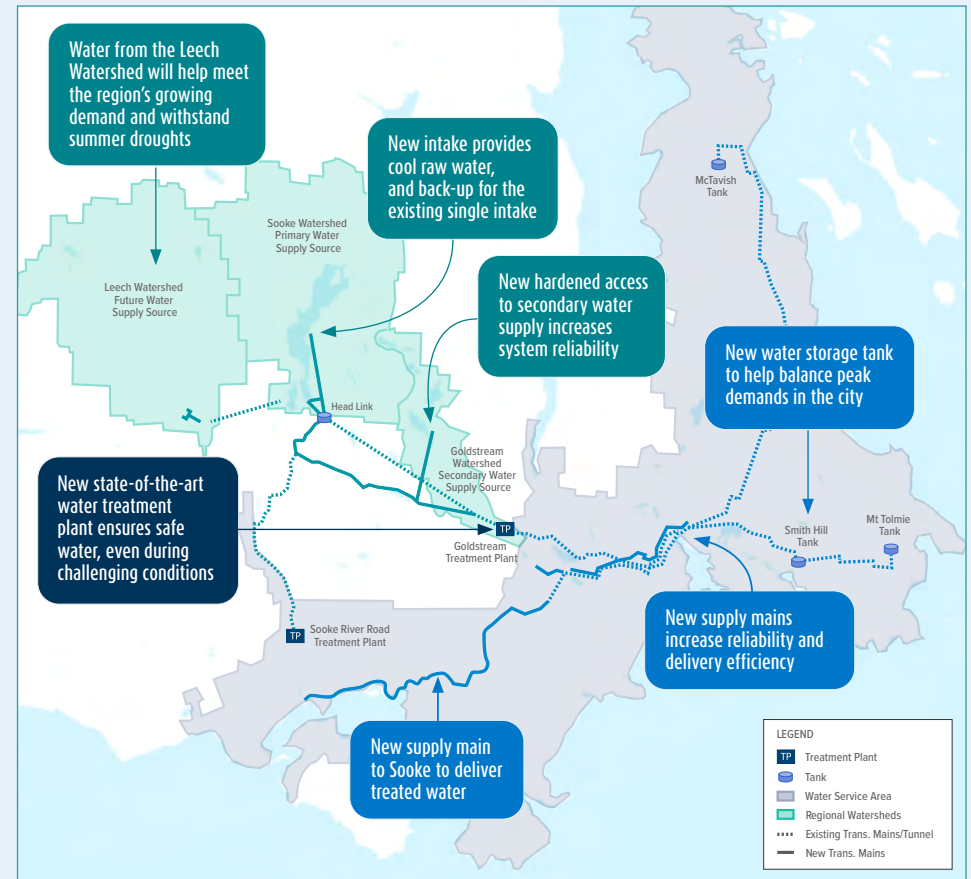 Water from the Leech
Watershed will help meet
the region's growing
demand and withstand
summer droughts
New intake provides
cool raw water,
and back-up for the
existing single intake
McTavish
Tank
Sooke Watershed
Primary Water
Supply Source
Leech Watershed
Future Water
Supply Source
New hardened access
to secondary water
supply increases
system reliability
New water storage tank
to help balance peak
demands in the city
Head Link
Goldstream
Watershed
Secondary Water
Supply Source
New state-of-the-art
water treatment
plant ensures safe
water, even during
challenging conditions
TP
Goldstream
Treatment Plant
Smith Hill
Tank
Mt Tolmie
Tank
TP
Sooke River Road
Treatment Plant
New supply mains
increase reliability and
delivery efficiency
New supply main
to Sooke to deliver
treated water
LEGEND
TP Treatment Plant
Tank
Water Service Area
Regional Watersheds
Existing Trans. Mains/Tunnel
New Trans. Mains